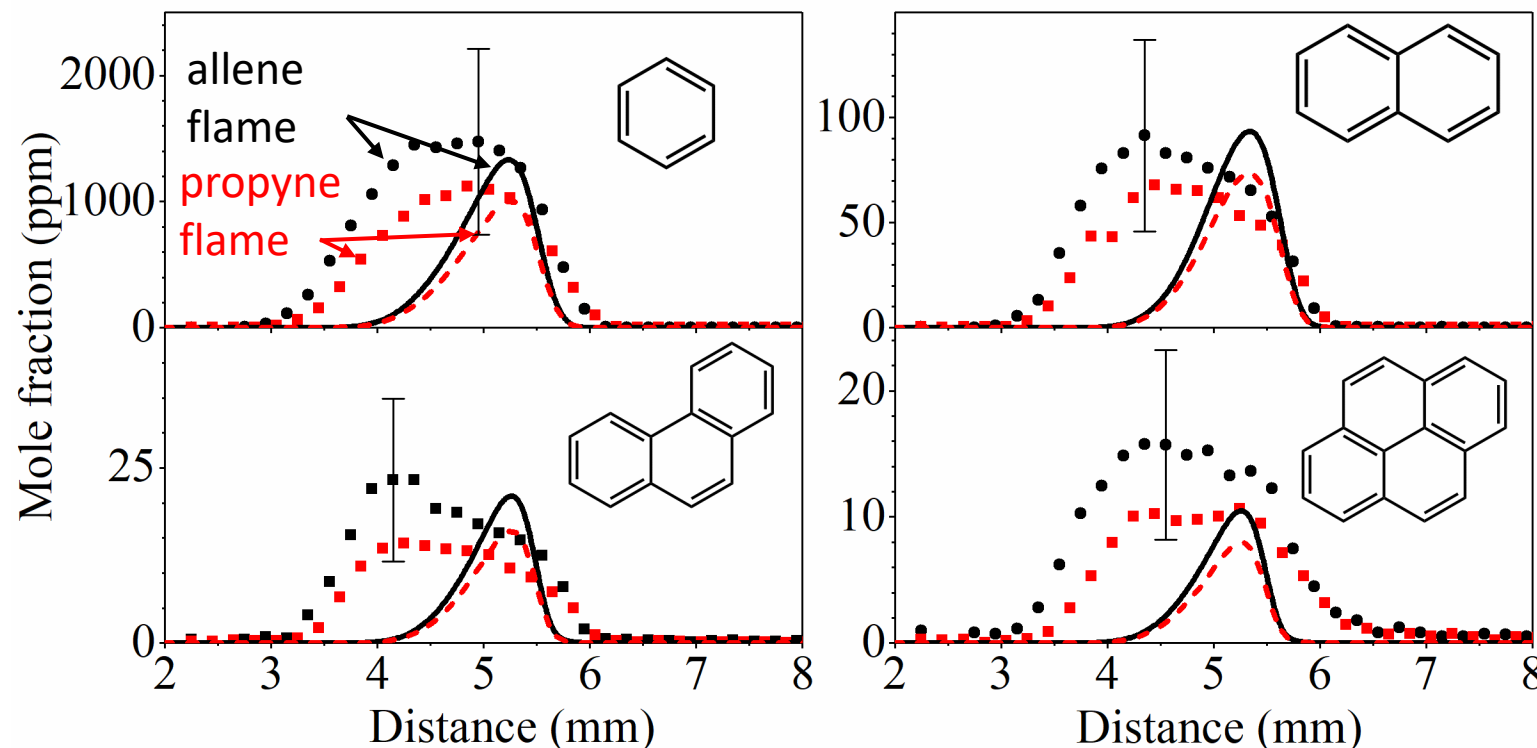 Mole fraction (ppm)
2000
1000
0
allene
flame
propyne
flame
100
50
0
25
0
2 3 4 5 6 7 8
Distance (mm)
20
10
0
2 3 4 5 6 7 8
Distance (mm)